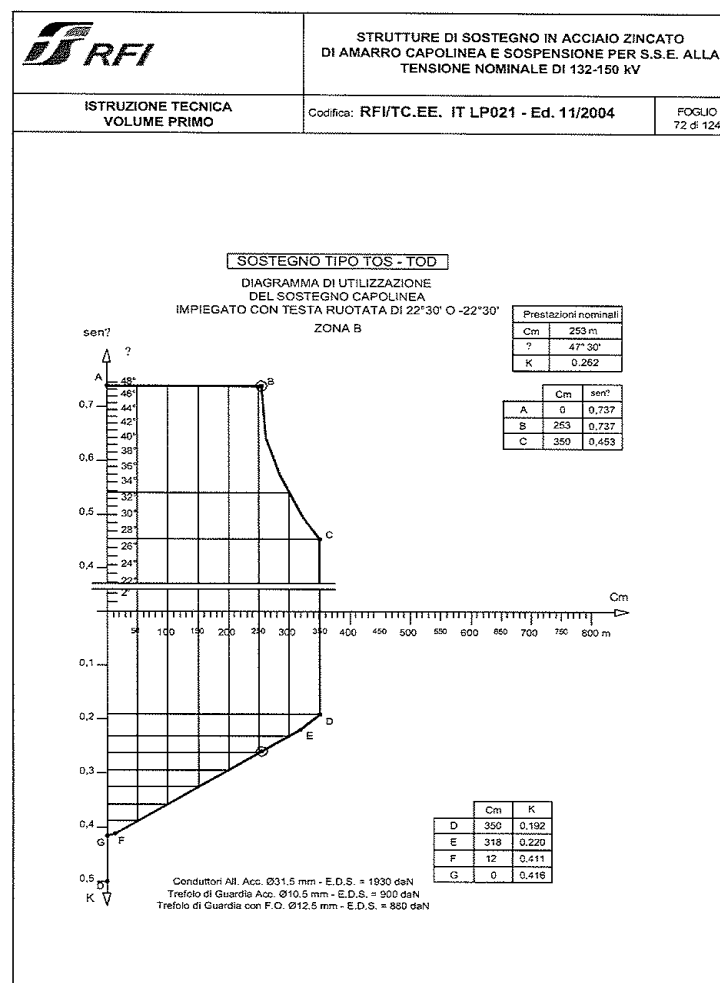 RFI
STRUTTURE DI SOSTEGNO IN ACCIAIO ZINCATO
DI AMARRO CAPOLINEA E SOSPENSIONE PER S.S.E. ALLA
TENSIONE NOMINALE DI 132-150 kV
ISTRUZIONE TECNICA
VOLUME PRIMO
Codifica: RFI/TC.EE. IT LP021 - Ed. 11/2004
FOGLIO
72 di 124
SOSTEGNO TIPO TOS - TOD
DIAGRAMMA DI UTILIZZAZIONE
DEL SOSTEGNO CAPOLINEA
IMPIEGATO CON TESTA RUOTATA DI 22°30' O -22°30'
ZONA B
Prestazioni nominali
Cm 253 m
? 47° 30'
K 0.262
Cm sen?
A 0 0,737
B 253 0,737
C 350 0,453
sen?
?
A
B
48°
46°
0,7
44°
42°
40°
38°
0,6
36°
34°
32°
0,5
30°
28°
C
26°
0,4
24°
22°
2°
Cm
50 100 150 200 250 300 350 400 450 500 550 600 650 700 750 800 m
0,1
0,2
D
E
0,3
0,4
G F
0,5
D
K
Cm K
D 350 0.192
E 318 0.220
F 12 0.411
G 0 0.416
Conduttori All. Acc. Ø31.5 mm - E.D.S. = 1930 daN
Trefolo di Guardia Acc. Ø10.5 mm - E.D.S. = 900 daN
Trefolo di Guardia con F.O. Ø12.5 mm - E.D.S. = 880 daN